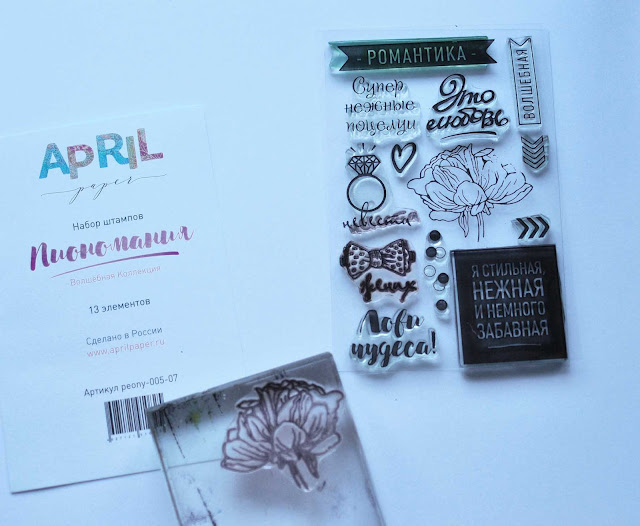 APRIL
paper
Набор штампов
Пиономания
Волшебная Коллекция
13 элементов
Сделано в России
www.aprilpaper.ru
Артикул peony-005-07
- РОМАНТИКА -
Супер
нежные
поцелуи
Это
любовь
ВОЛШЕБНАЯ
невеста
жених
Лови
чудеса!
Я СТИЛЬНАЯ,
НЕЖНАЯ
И НЕМНОГО
ЗАБАВНАЯ